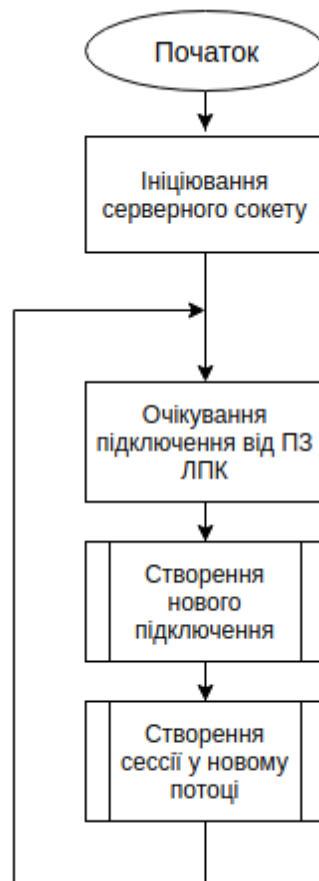 Початок
Ініціювання
серверного сокету
Очікування
підключення від ПЗ
ЛПК
Створення
нового
підключення
Створення
сессії у новому
потоці